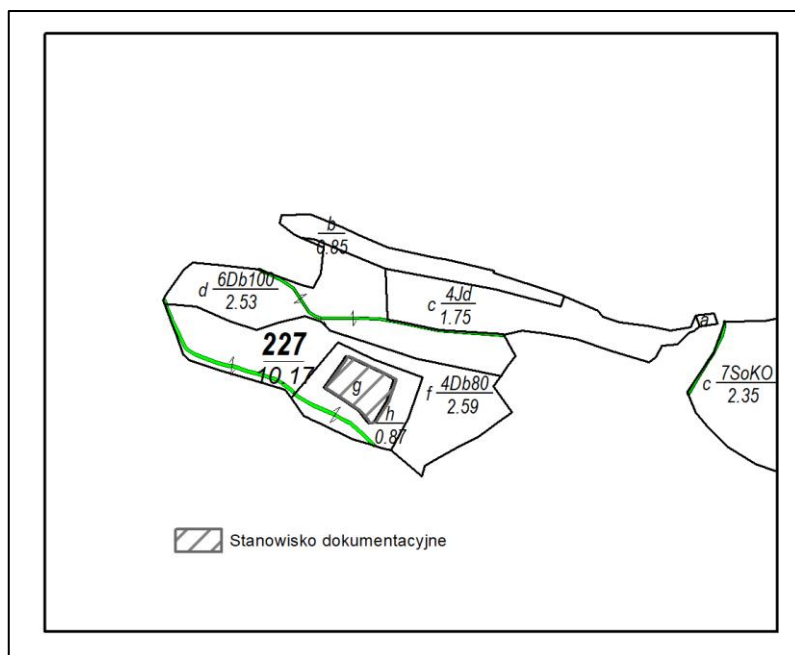 b
0.85
d 6Db100
2.53
c 4Jd
1.75
a
227
10.17
g
h
0.87
f 4Db80
2.59
c 7SoKO
2.35
Stanowisko dokumentacyjne